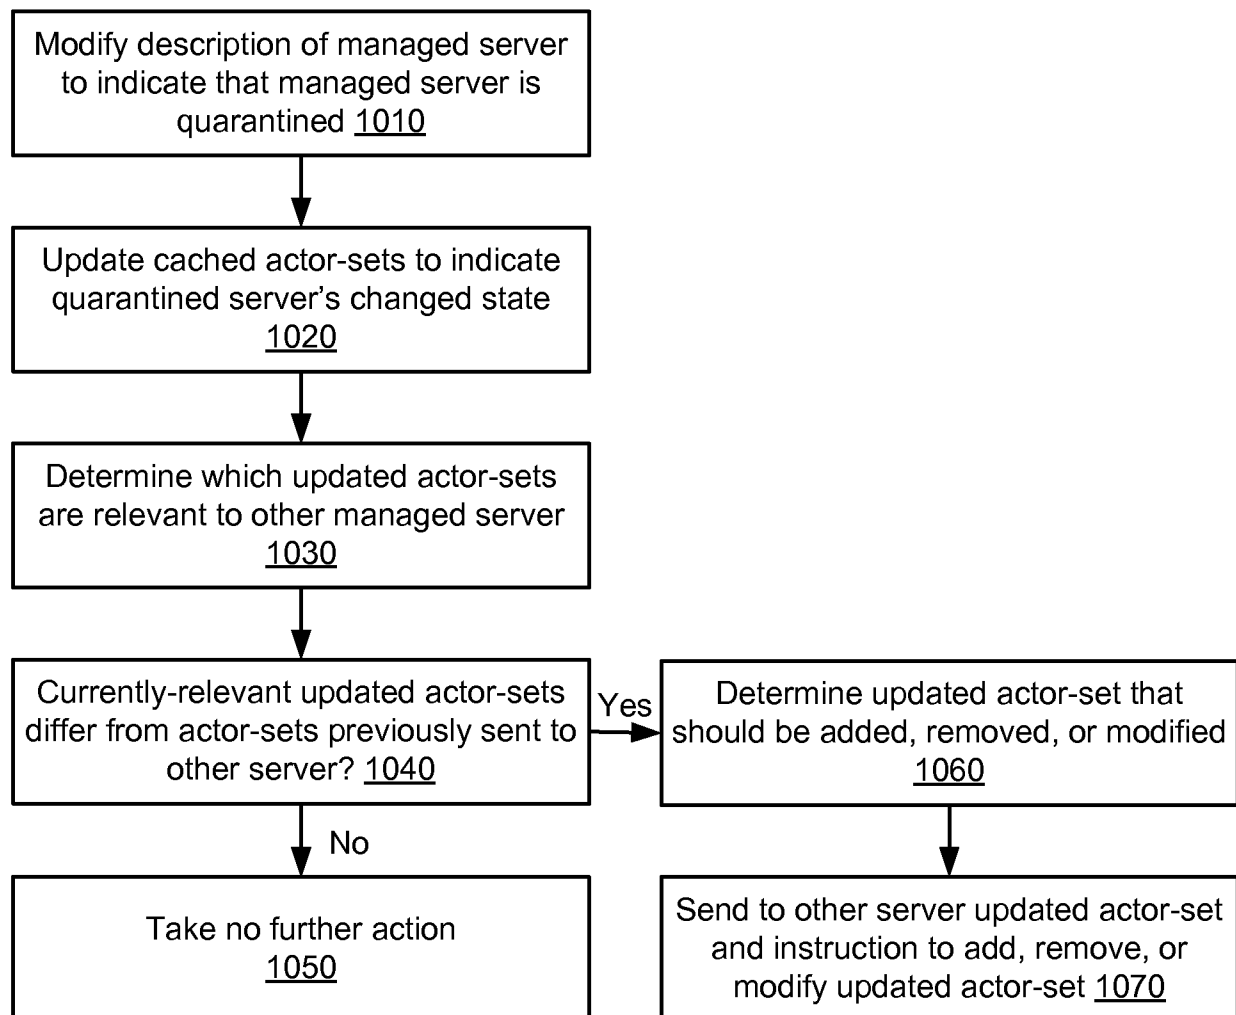 Modify description of managed server
to indicate that managed server is
quarantined 1010
Update cached actor-sets to indicate
quarantined server’s changed state
1020
Determine which updated actor-sets
are relevant to other managed server
1030
Currently-relevant updated actor-sets
differ from actor-sets previously sent to
other server? 1040
Yes
Determine updated actor-set that
should be added, removed, or modified
1060
No
Take no further action
1050
Send to other server updated actor-set
and instruction to add, remove, or
modify updated actor-set 1070